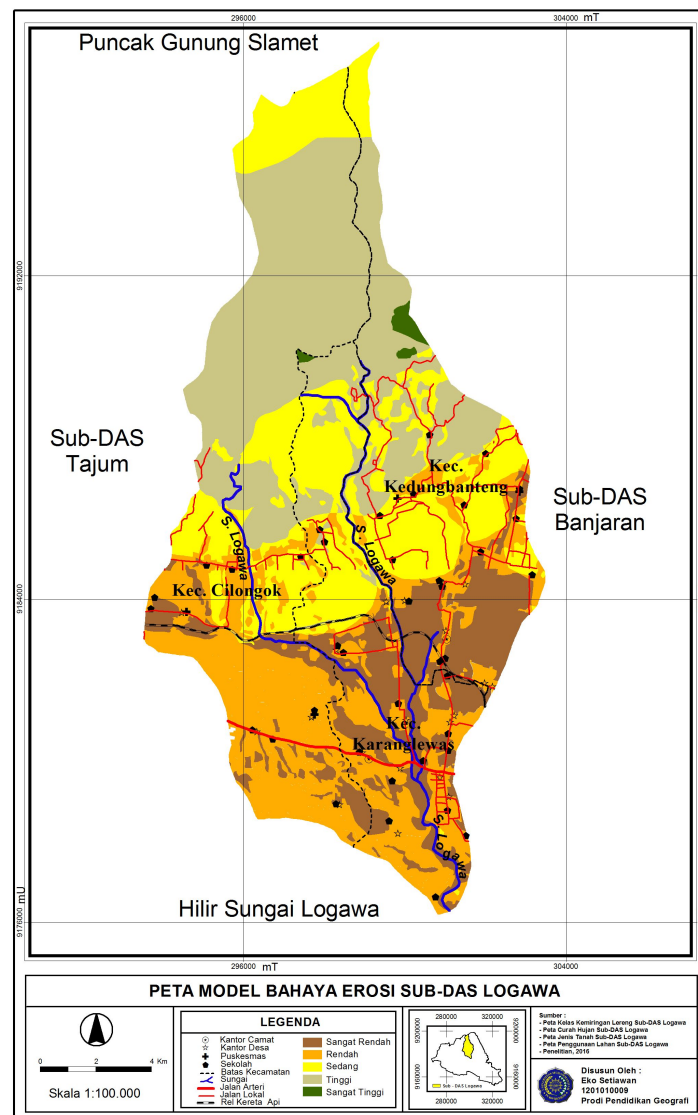 296000 mT
304000 mT
Puncak Gunung Slamet
9192000
Sub-DAS
Tajum
Kec.
Kedungbanteng
Sub-DAS
Banjaran
S. Logawa
S. Logawa
Kec. Cilongok
9184000
Kec.
Karanglewas
S. Logawa
Hilir Sungai Logawa
9176000 mU
296000 mT
304000
PETA MODEL BAHAYA EROSI SUB-DAS LOGAWA
0 2 4 Km
Skala 1:100.000
LEGENDA
Kantor Camat
Kantor Desa
Puskesmas
Sekolah
Batas Kecamatan
Sungai
Jalan Arteri
Jalan Lokal
Rel Kereta Api
Sangat Rendah
Rendah
Sedang
Tinggi
Sangat Tinggi
280000 320000
9200000 9200000
9160000 9160000
Sub - DAS Logawa
280000 320000
Sumber :
- Peta Kelas Kemiringan Lereng Sub-DAS Logawa
- Peta Curah Hujan Sub-DAS Logawa
- Peta Jenis Tanah Sub-DAS Logawa
- Peta Penggunaan Lahan Sub-DAS Logawa
- Penelitian, 2016
Disusun Oleh :
Eko Setiawan
1201010009
Prodi Pendidikan Geografi